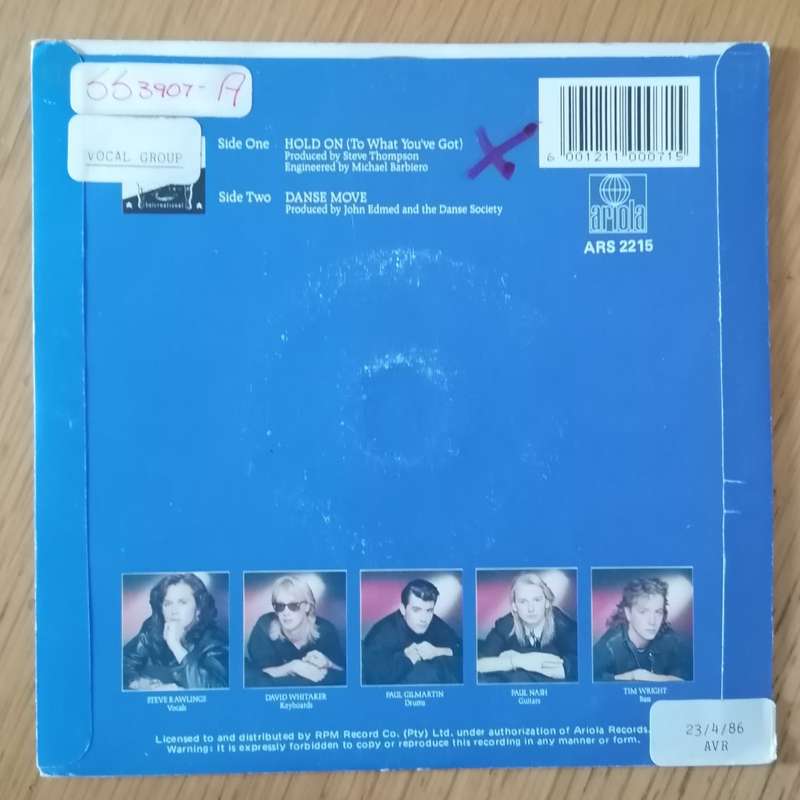 SS3907-A
VOCAL GROUP
International
Side One HOLD ON (To What You've Got)
Produced by Steve Thompson
Engineered by Michael Barbiero
Side Two DANSE MOVE
Produced by John Edmed and the Danse Society
6 001211 000715
ariola
ARS 2215
STEVE RAWLINGS
Vocals
DAVID WHITAKER
Keyboards
PAUL GILMARTIN
Drums
PAUL NASH
Guitars
TIM WRIGHT
Bass
Licensed to and distributed by RPM Record Co. (Pty) Ltd. under authorization of Ariola Records.
Warning: It is expressly forbidden to copy or reproduce this recording in any manner or form.
23/4/86
AVR